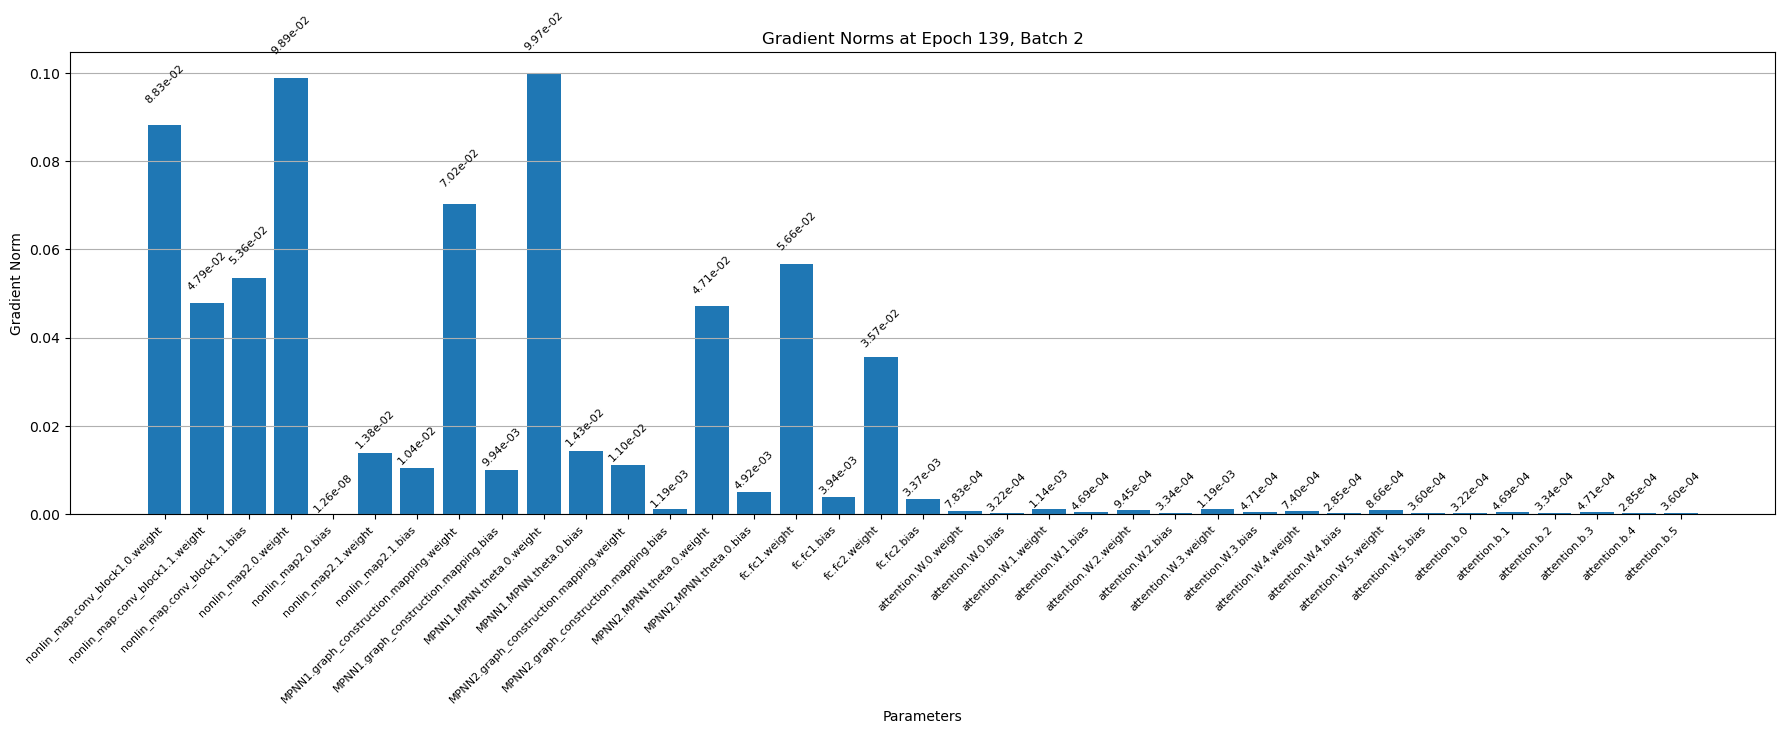 Gradient Norms at Epoch 139, Batch 2
Gradient Norm
0.10
0.08
0.06
0.04
0.02
0.00
8.83e-02
4.79e-02
5.36e-02
9.89e-02
1.26e-08
1.38e-02
1.04e-02
7.02e-02
9.94e-03
9.97e-02
1.43e-02
1.10e-02
1.19e-03
4.71e-02
4.92e-03
5.66e-02
3.94e-03
3.57e-02
3.37e-03
7.83e-04
3.22e-04
1.14e-03
4.69e-04
9.45e-04
3.34e-04
1.19e-03
4.71e-04
7.40e-04
2.85e-04
8.66e-04
3.60e-04
3.22e-04
4.69e-04
3.34e-04
4.71e-04
2.85e-04
3.60e-04
nonlin_map.conv_block1.0.weight
nonlin_map.conv_block1.1.weight
nonlin_map.conv_block1.1.bias
nonlin_map2.0.weight
nonlin_map2.0.bias
nonlin_map2.1.weight
nonlin_map2.1.bias
MPNN1.graph_construction.mapping.weight
MPNN1.graph_construction.mapping.bias
MPNN1.MPNN.theta.0.weight
MPNN1.MPNN.theta.0.bias
MPNN2.graph_construction.mapping.weight
MPNN2.graph_construction.mapping.bias
MPNN2.MPNN.theta.0.weight
MPNN2.MPNN.theta.0.bias
fc.fc1.weight
fc.fc1.bias
fc.fc2.weight
fc.fc2.bias
attention.W.0.weight
attention.W.0.bias
attention.W.1.weight
attention.W.1.bias
attention.W.2.weight
attention.W.2.bias
attention.W.3.weight
attention.W.3.bias
attention.W.4.weight
attention.W.4.bias
attention.W.5.weight
attention.W.5.bias
attention.b.0
attention.b.1
attention.b.2
attention.b.3
attention.b.4
attention.b.5
Parameters